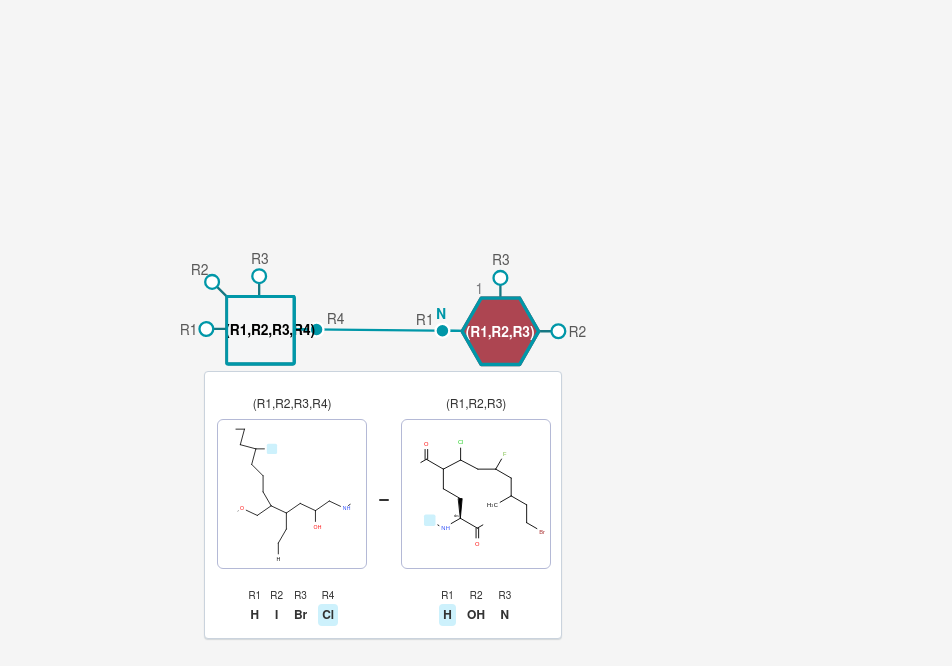 R3
R3
R2
1
R4
R1
N
R1
(R1,R2,R3,R4)
(R1,R2,R3)
R2
(R1,R2,R3,R4)
(R1,R2,R3)
O
OH
NH
H
O
Cl
F
H₃C
NH
O
Br
R1 R2 R3 R4
H I Br Cl
R1 R2 R3
H OH N